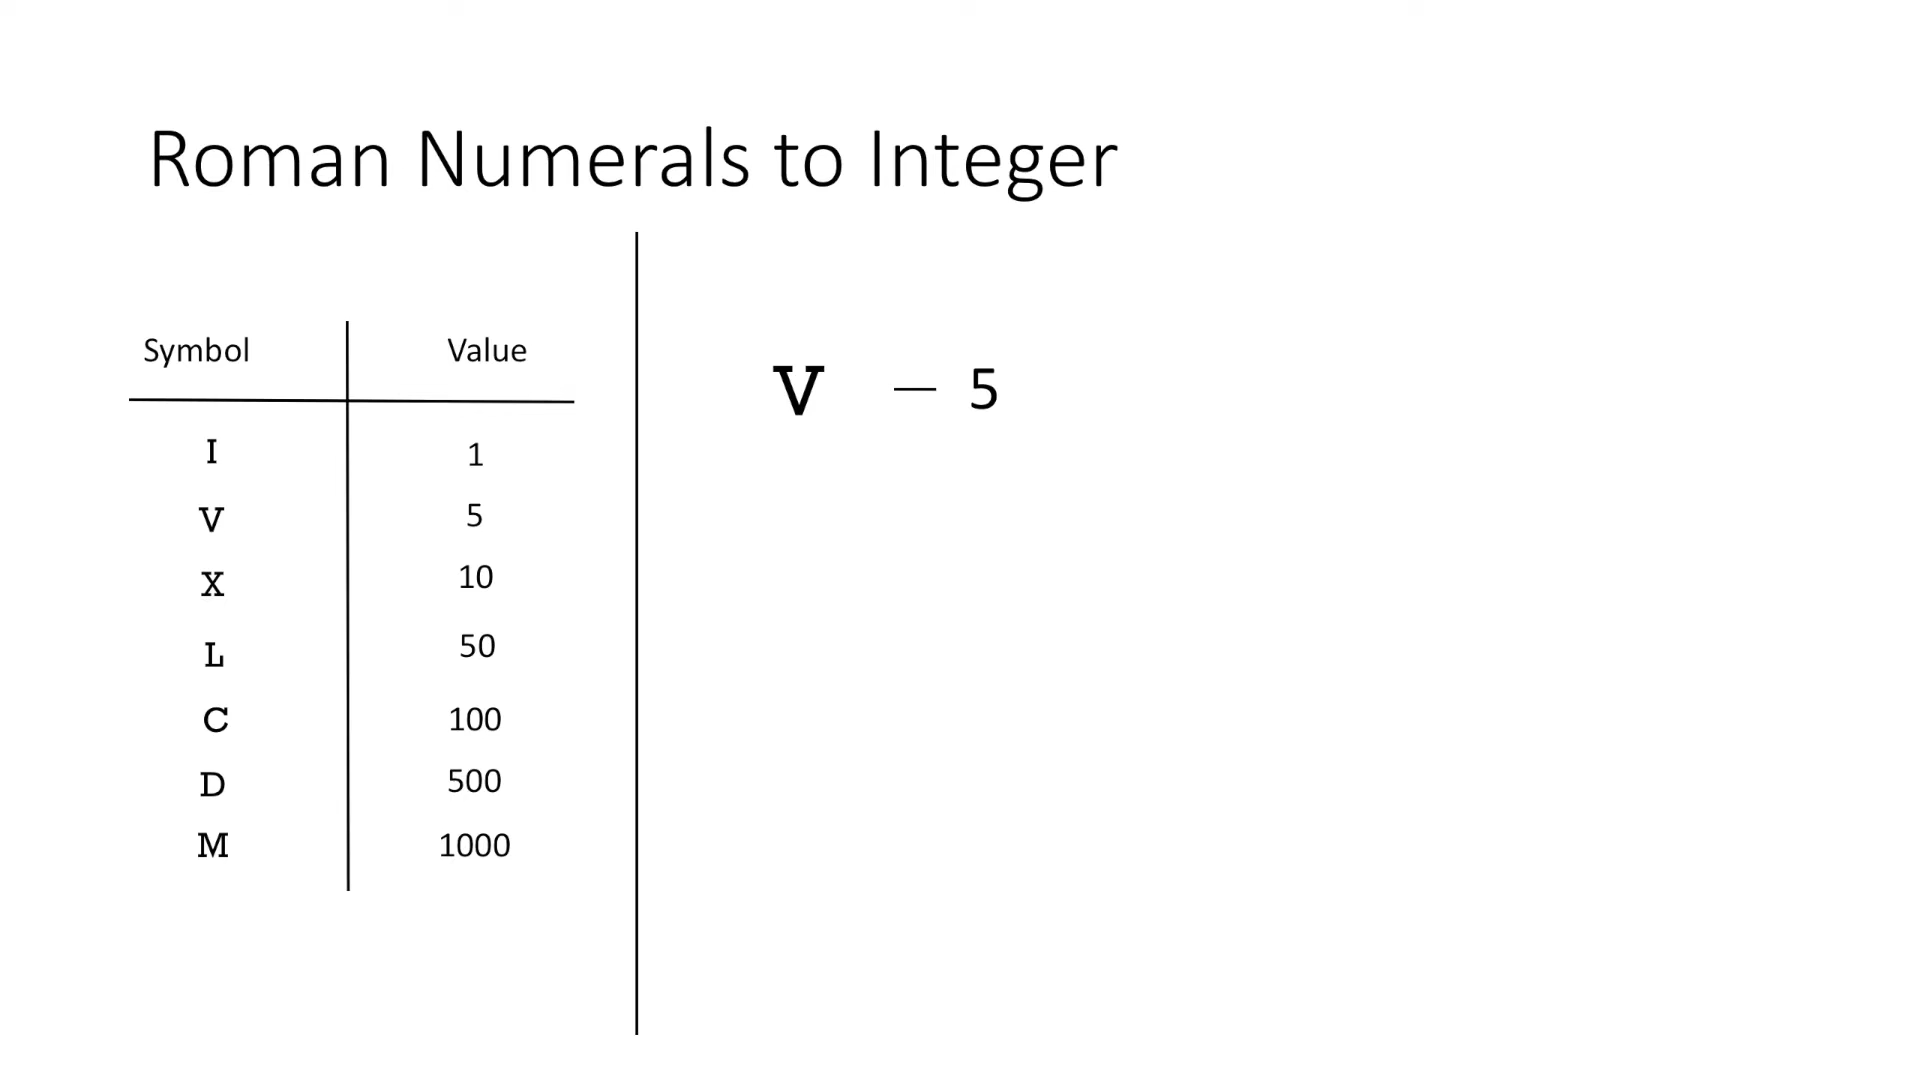 Roman Numerals to Integer
Symbol Value
I 1
V 5
X 10
L 50
C 100
D 500
M 1000
V — 5